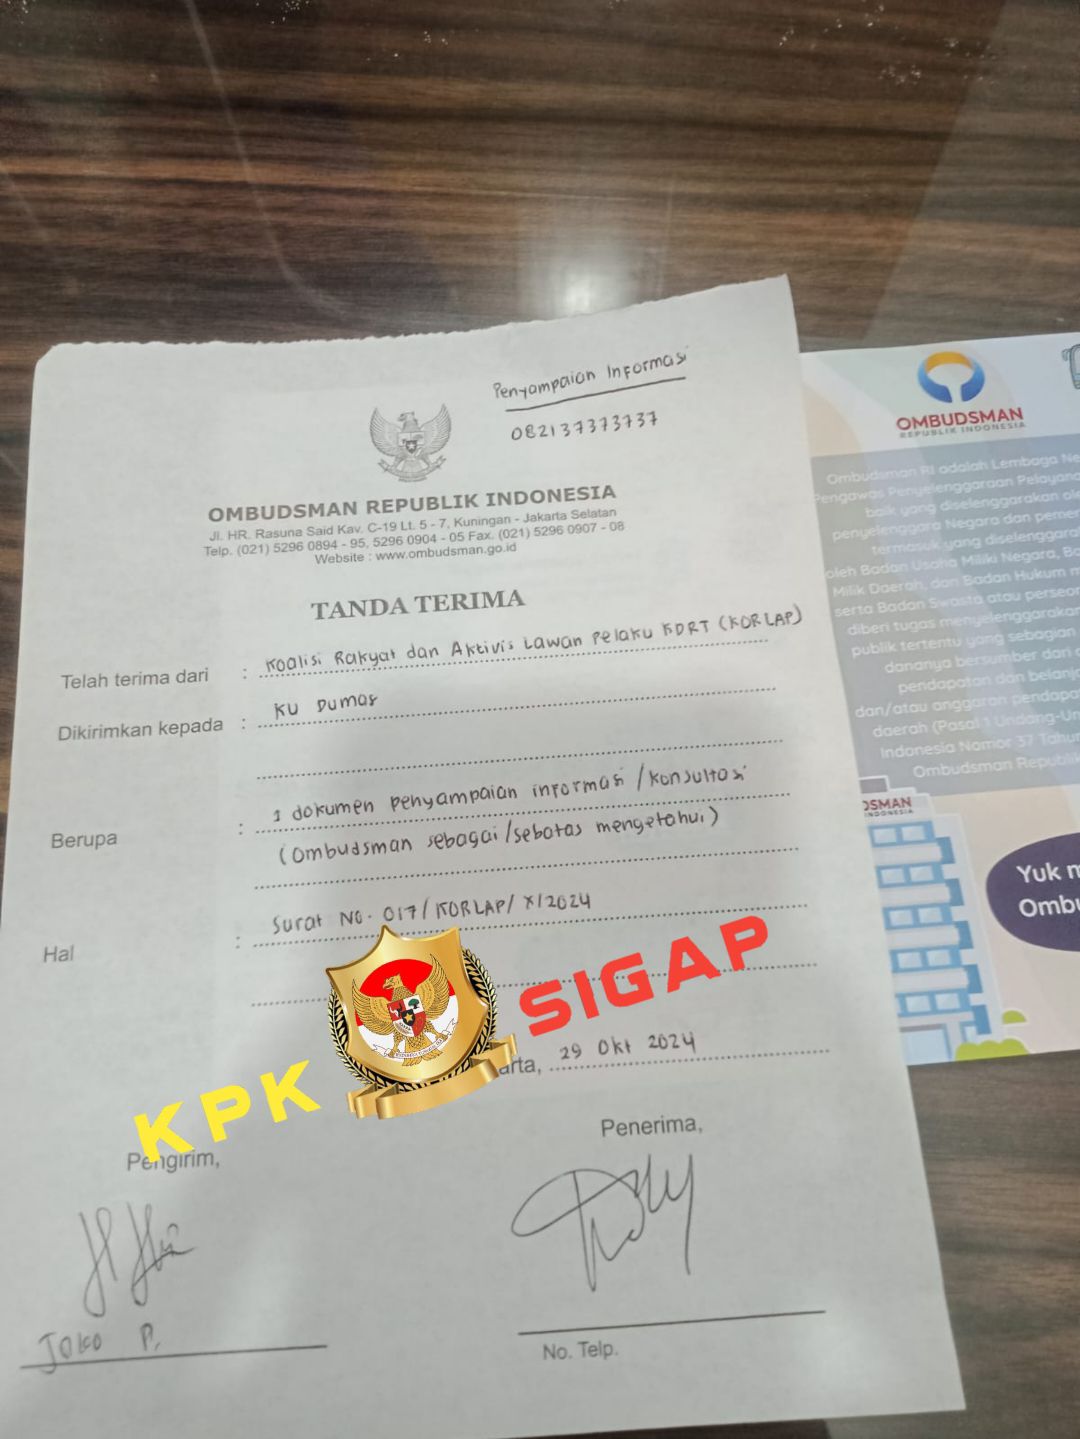 Penyampaian Informasi
082137373737
OMBUDSMAN REPUBLIK INDONESIA
Jl. HR. Rasuna Said Kav. C-19 Lt. 5 - 7, Kuningan - Jakarta Selatan
Telp. (021) 5296 0894 - 95, 5296 0904 - 05 Fax. (021) 5296 0907 - 08
Website : www.ombudsman.go.id
TANDA TERIMA
Telah terima dari : Koalisi Rakyat dan Aktivis Lawan Pelaku KDRT (KORLAP)
Dikirimkan kepada : KU Dumas
Berupa : 1 dokumen penyampaian informasi / Konsultasi
(Ombudsman sebagai/sebatas mengetahui)
Hal : Surat No. 017/KORLAP/X/2024
KPK SIGAP
arta, 29 Okt 2024
Pengirim,
Penerima,
JOKO P.
No. Telp.
OMBUDSMAN
REPUBLIK INDONESIA
Ombudsman RI adalah Lembaga Ne
Pengawas Penyelenggaraan Pelayana
baik yang diselenggarakan ole
penyelenggara Negara dan pemer
termasuk yang diselenggara
oleh Badan Usaha Miliki Negara, Ba
Milik Daerah, dan Badan Hukum m
serta Badan Swasta atau perseor
diberi tugas menyelenggarakan
publik tertentu yang sebagian
dananya bersumber dari
pendapatan dan belanja
dan/atau anggaran pendapa
daerah (Pasal 1 Undang-Un
Indonesia Nomor 37 Tahun
Ombudsman Republik
DSMAN
INDONESIA
Yuk m
Ombu